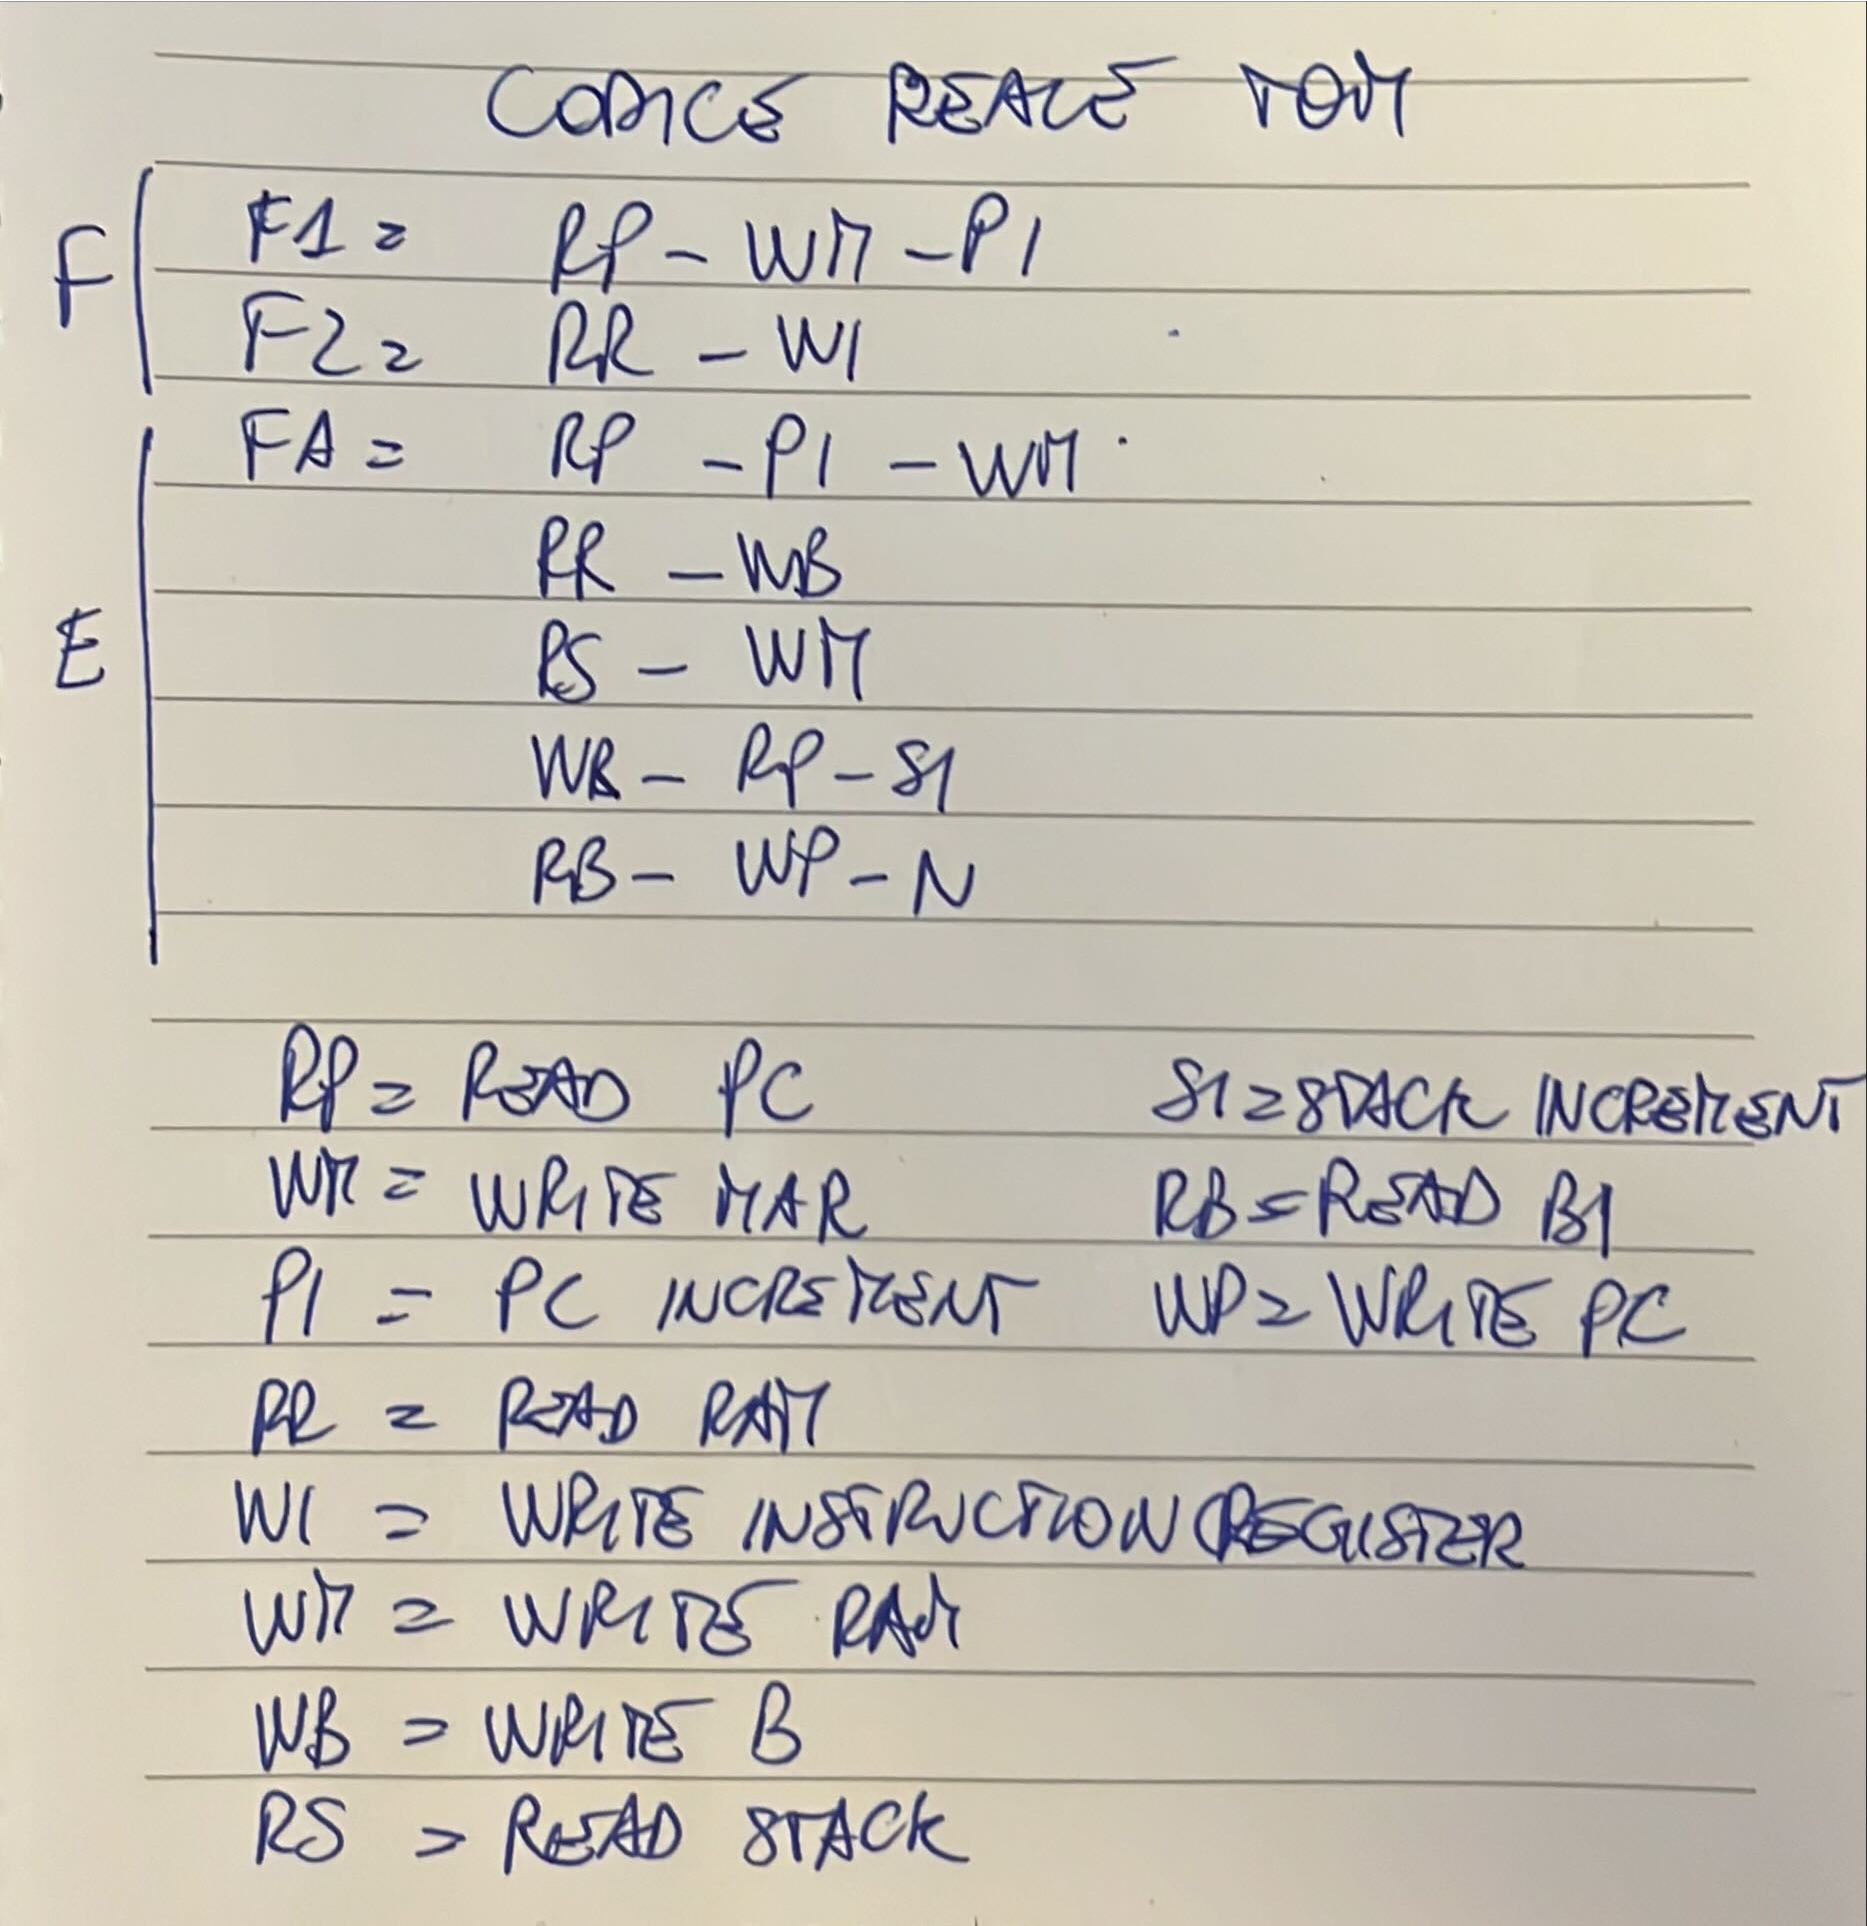 CODICE REALE TOM
F
F1 = RP - WM - PI
F2 = RR - WI
E
FA = RP - PI - WM
RR - WB
RS - WM
WR - RP - SI
RB - WP - N
RP = READ PC
WM = WRITE MAR
PI = PC INCREMENT
RR = READ RAM
WI = WRITE INSTRUCTION REGISTER
WM = WRITE RAM
WB = WRITE B
RS = READ STACK
SI = STACK INCREMENT
RB = READ B1
WP = WRITE PC